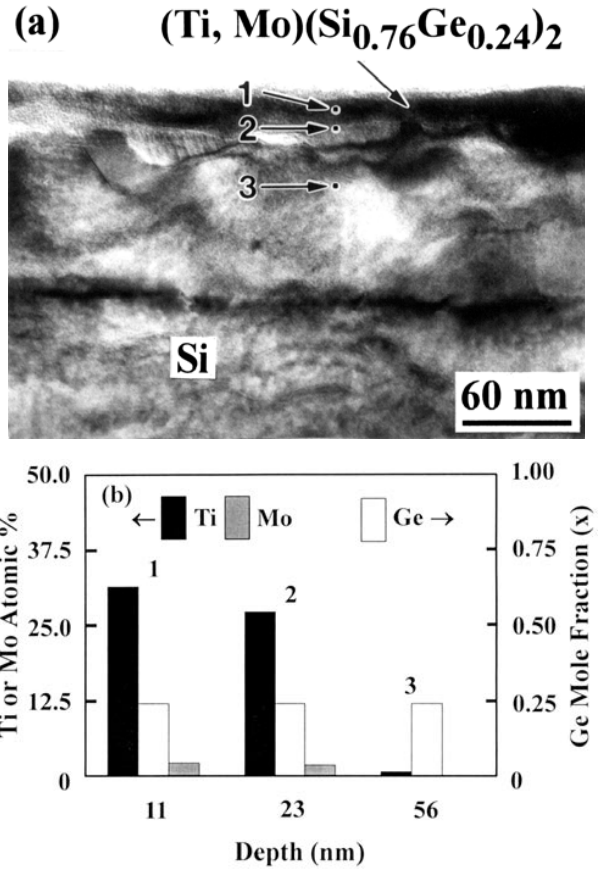 (a) (Ti, Mo)(Si0.76Ge0.24)2
1
2
3
Si
60 nm
50.0
37.5
25.0
12.5
0
Ti or Mo Atomic %
(b)
← Ti Mo Ge →
1
2
3
1.00
0.75
0.50
0.25
0
Ge Mole Fraction (x)
11 23 56
Depth (nm)